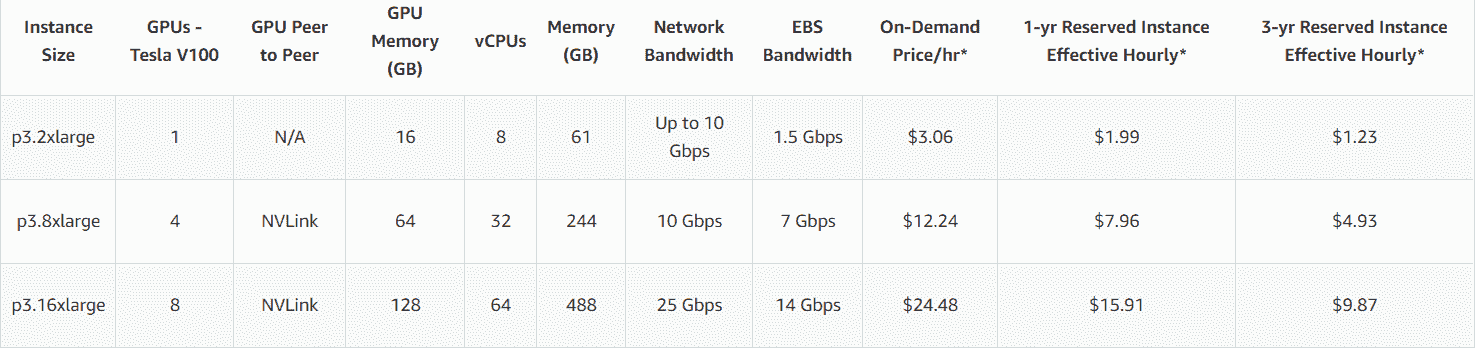 Instance Size GPUs - Tesla V100 GPU Peer to Peer GPU Memory (GB) vCPUs Memory (GB) Network Bandwidth EBS Bandwidth On-Demand Price/hr* 1-yr Reserved Instance Effective Hourly* 3-yr Reserved Instance Effective Hourly*
p3.2xlarge 1 N/A 16 8 61 Up to 10 Gbps 1.5 Gbps $3.06 $1.99 $1.23
p3.8xlarge 4 NVLink 64 32 244 10 Gbps 7 Gbps $12.24 $7.96 $4.93
p3.16xlarge 8 NVLink 128 64 488 25 Gbps 14 Gbps $24.48 $15.91 $9.87